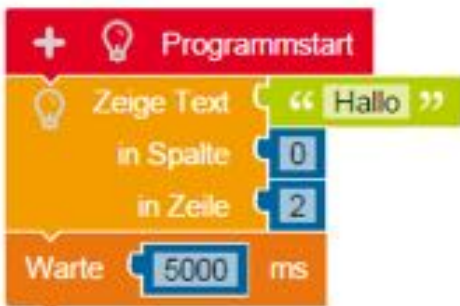 + Programmstart
Zeige Text “ Hallo ”
in Spalte 0
in Zeile 2
Warte 5000 ms